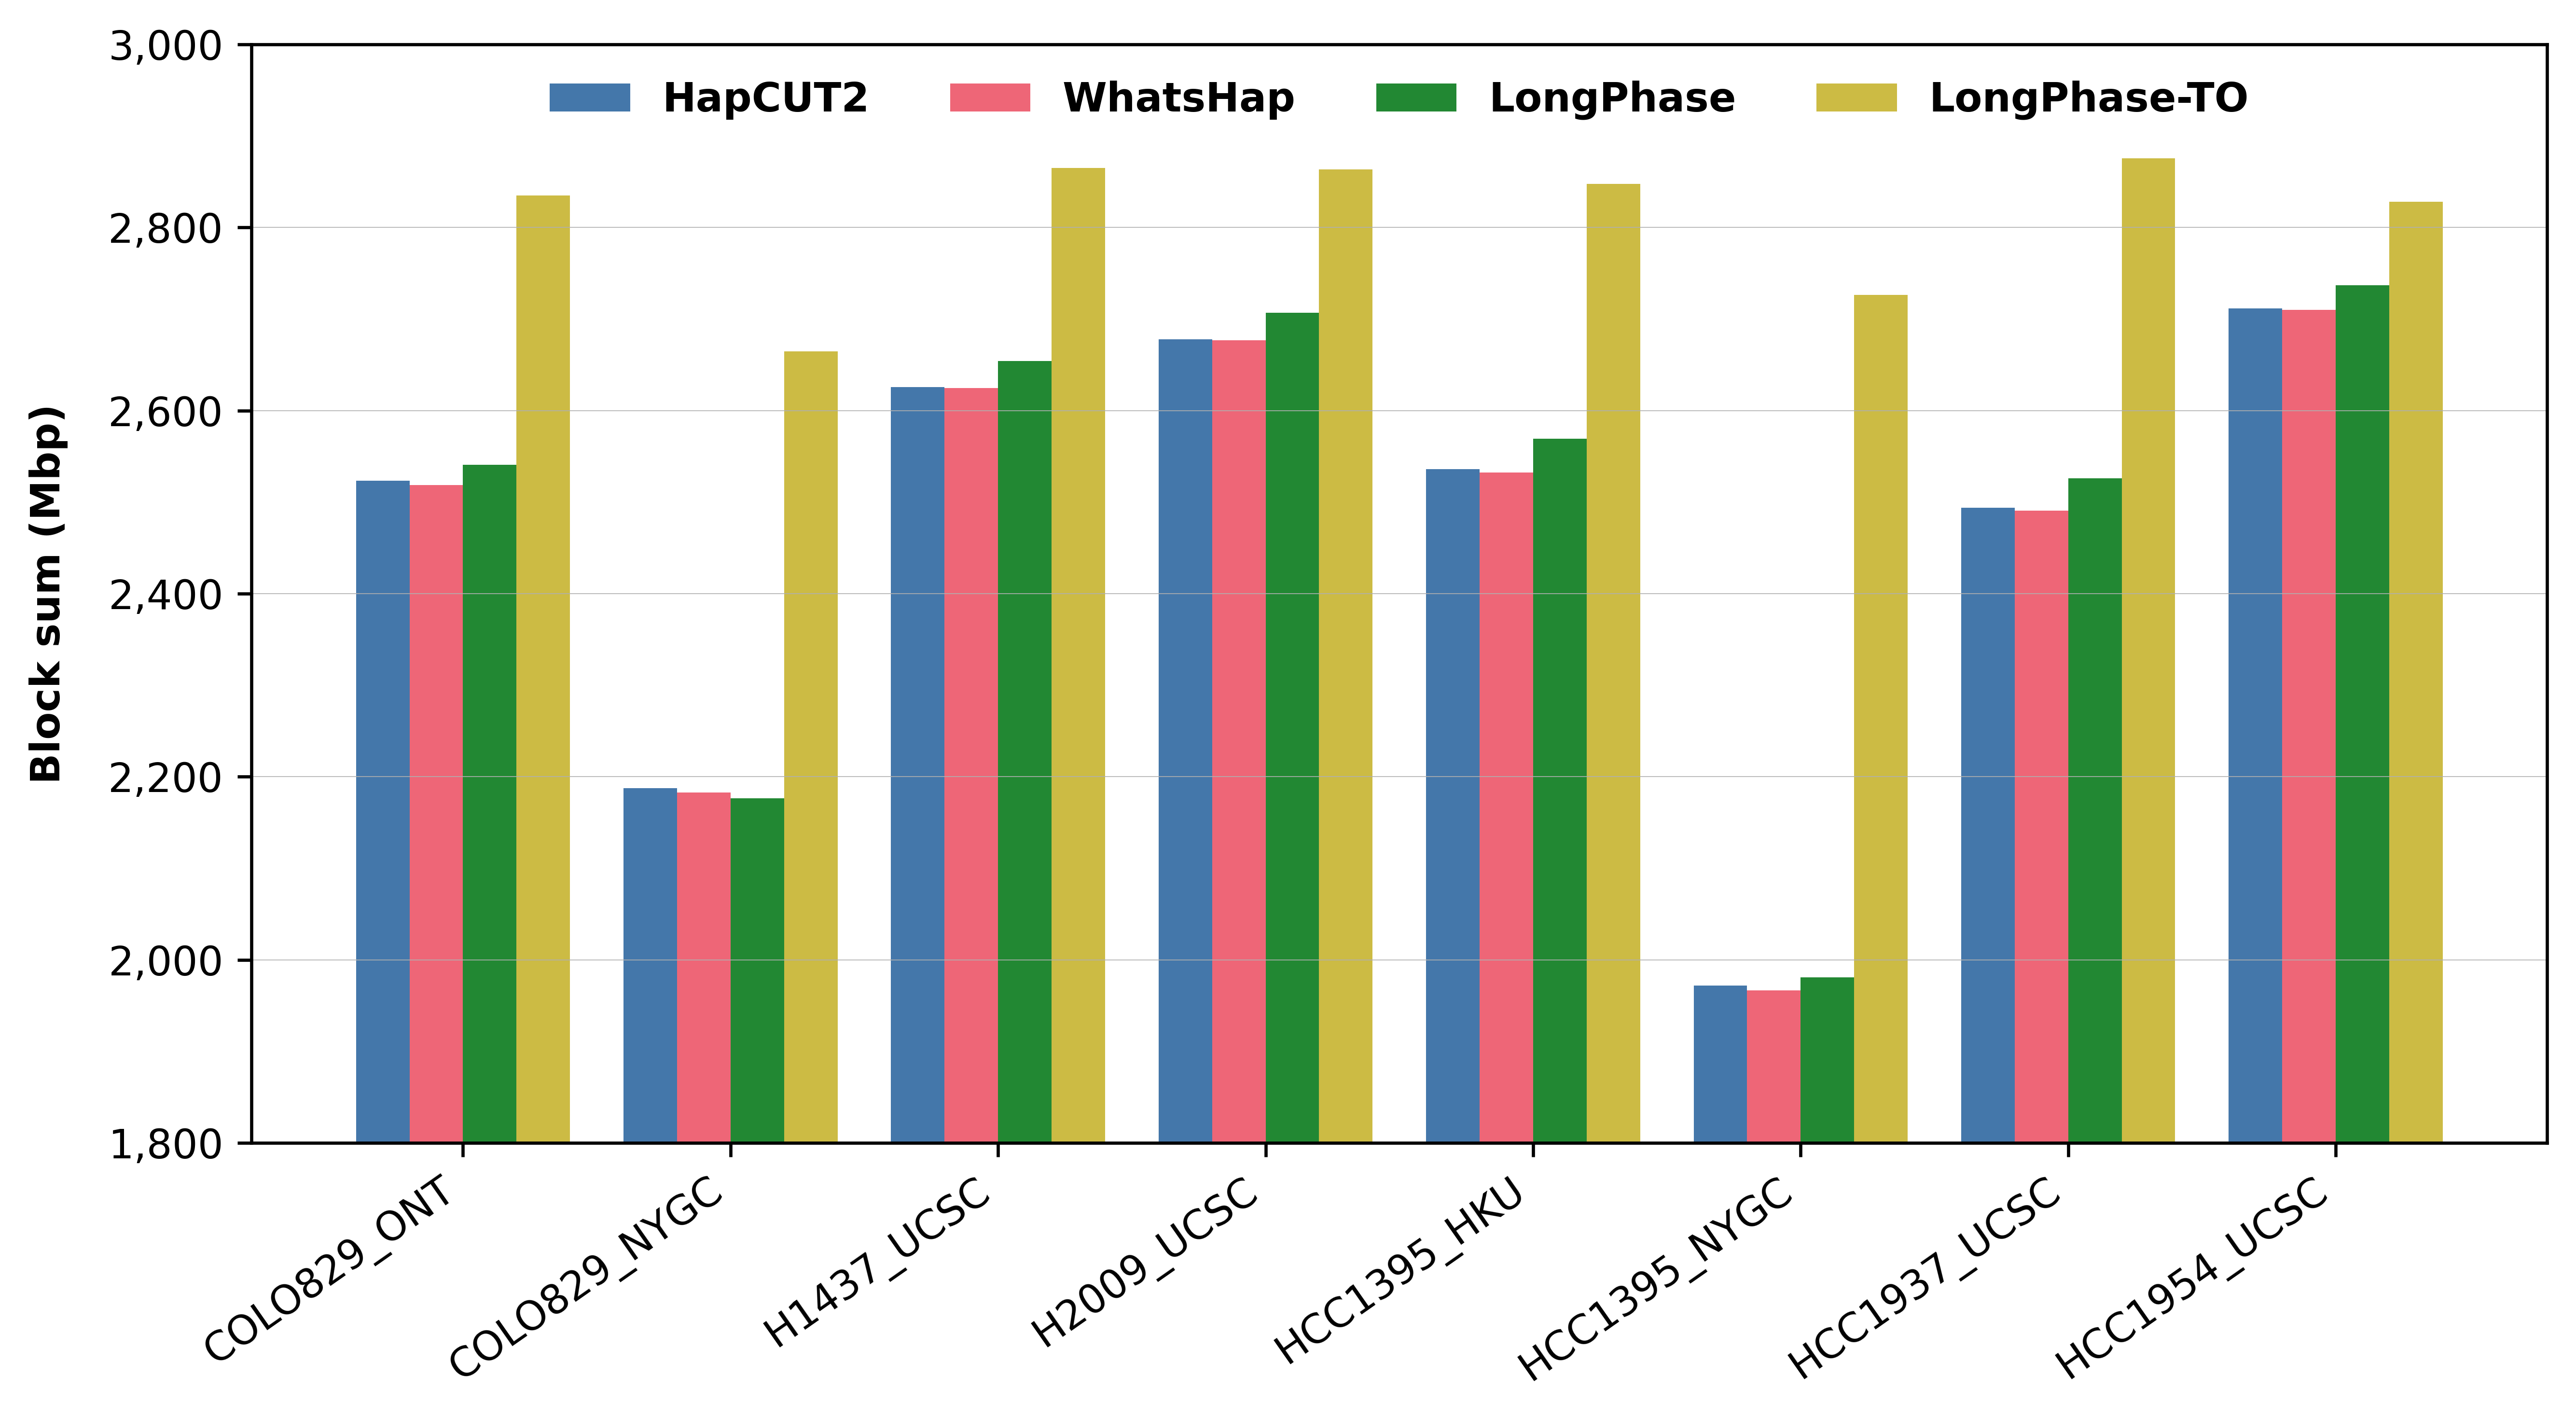 3,000
HapCUT2 WhatsHap LongPhase LongPhase-TO
2,800
2,600
2,400
2,200
2,000
1,800
Block sum (Mbp)
COLO829_ONT
COLO829_NYGC
H1437_UCSC
H2009_UCSC
HCC1395_HKU
HCC1395_NYGC
HCC1937_UCSC
HCC1954_UCSC